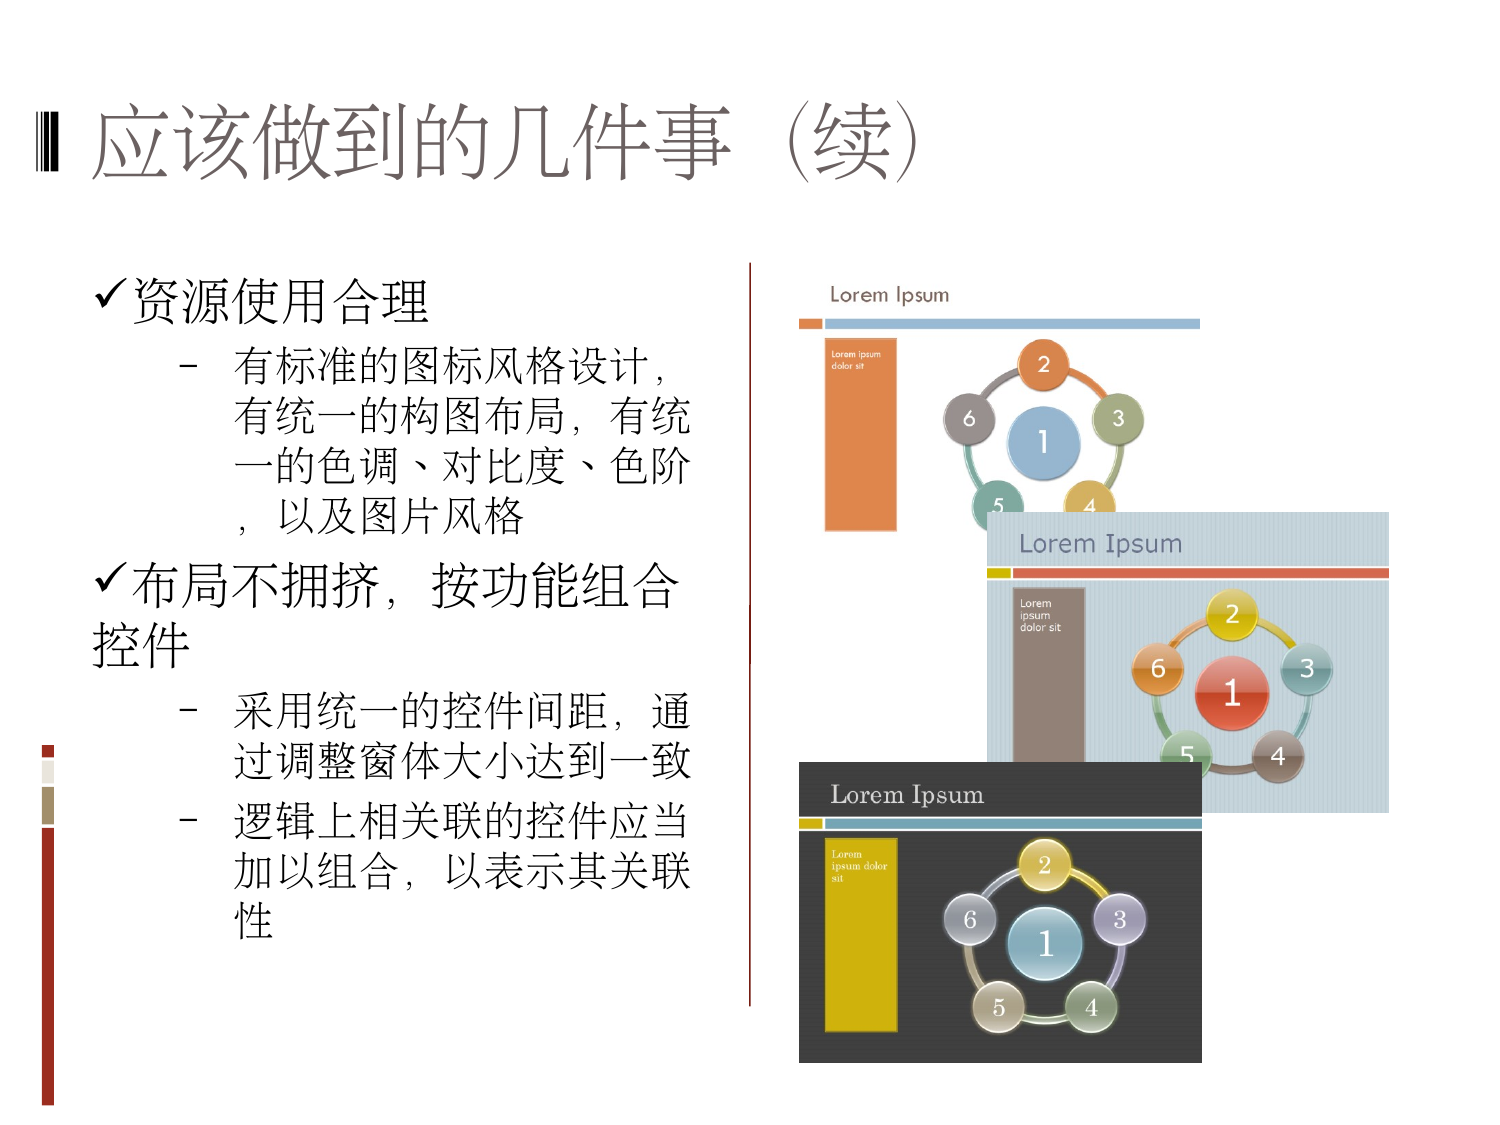 应该做到的几件事（续）
✓资源使用合理
– 有标准的图标风格设计，
有统一的构图布局，有统
一的色调、对比度、色阶
，以及图片风格
✓布局不拥挤，按功能组合
控件
– 采用统一的控件间距，通
过调整窗体大小达到一致
– 逻辑上相关联的控件应当
加以组合，以表示其关联
性
Lorem Ipsum
Lorem ipsum
dolor sit
2
6
3
1
5
4
Lorem Ipsum
Lorem
ipsum
dolor sit
2
6
3
1
5
4
Lorem Ipsum
Lorem
ipsum dolor
sit
2
6
3
1
5
4